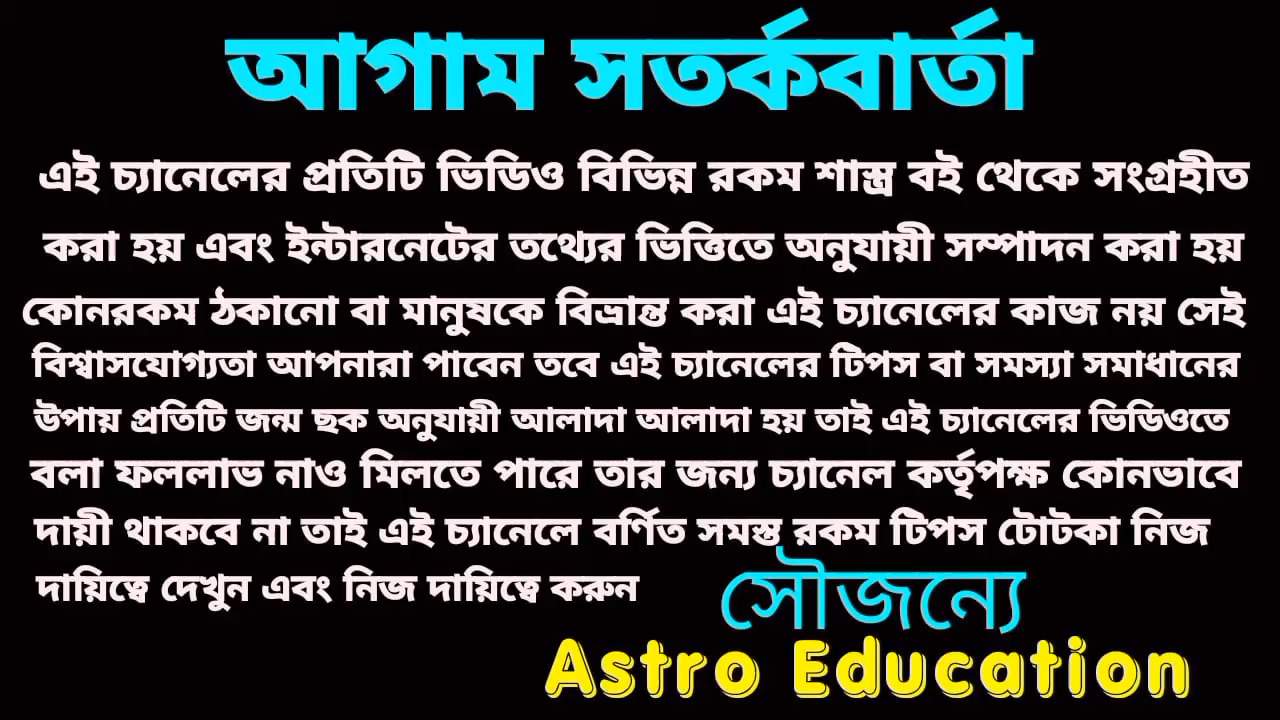 আগাম সতর্কবার্তা
এই চ্যানেলের প্রতিটি ভিডিও বিভিন্ন রকম শাস্ত্র বই থেকে সংগ্রহীত
করা হয় এবং ইন্টারনেটের তথ্যের ভিত্তিতে অনুযায়ী সম্পাদন করা হয়
কোনরকম ঠকানো বা মানুষকে বিভ্রান্ত করা এই চ্যানেলের কাজ নয় সেই
বিশ্বাসযোগ্যতা আপনারা পাবেন তবে এই চ্যানেলের টিপস বা সমস্যা সমাধানের
উপায় প্রতিটি জন্ম ছক অনুযায়ী আলাদা আলাদা হয় তাই এই চ্যানেলের ভিডিওতে
বলা ফললাভ নাও মিলতে পারে তার জন্য চ্যানেল কর্তৃপক্ষ কোনভাবে
দায়ী থাকবে না তাই এই চ্যানেলে বর্ণিত সমস্ত রকম টিপস টোটকা নিজ
দায়িত্বে দেখুন এবং নিজ দায়িত্বে করুন
সৌজন্যে
Astro Education